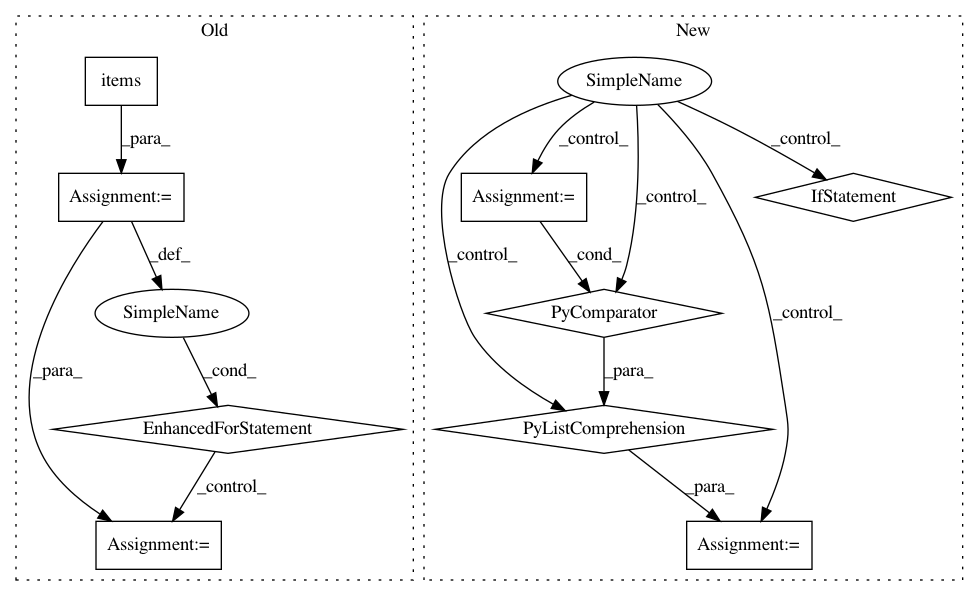 Old
New
items
SimpleName
_para_
_control_
_control_
Assignment:=
Assignment:=
IfStatement
_control_
_def_
_control_
_cond_
_control_
SimpleName
PyComparator
_para_
_cond_
_para_
EnhancedForStatement
PyListComprehension
_control_
_para_
Assignment:=
Assignment:=